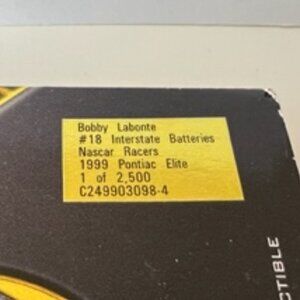 Bobby Labonte
#18 Interstate Batteries
Nascar Racers
1999 Pontiac Elite
1 of 2,500
C249903098-4
CTIBLE